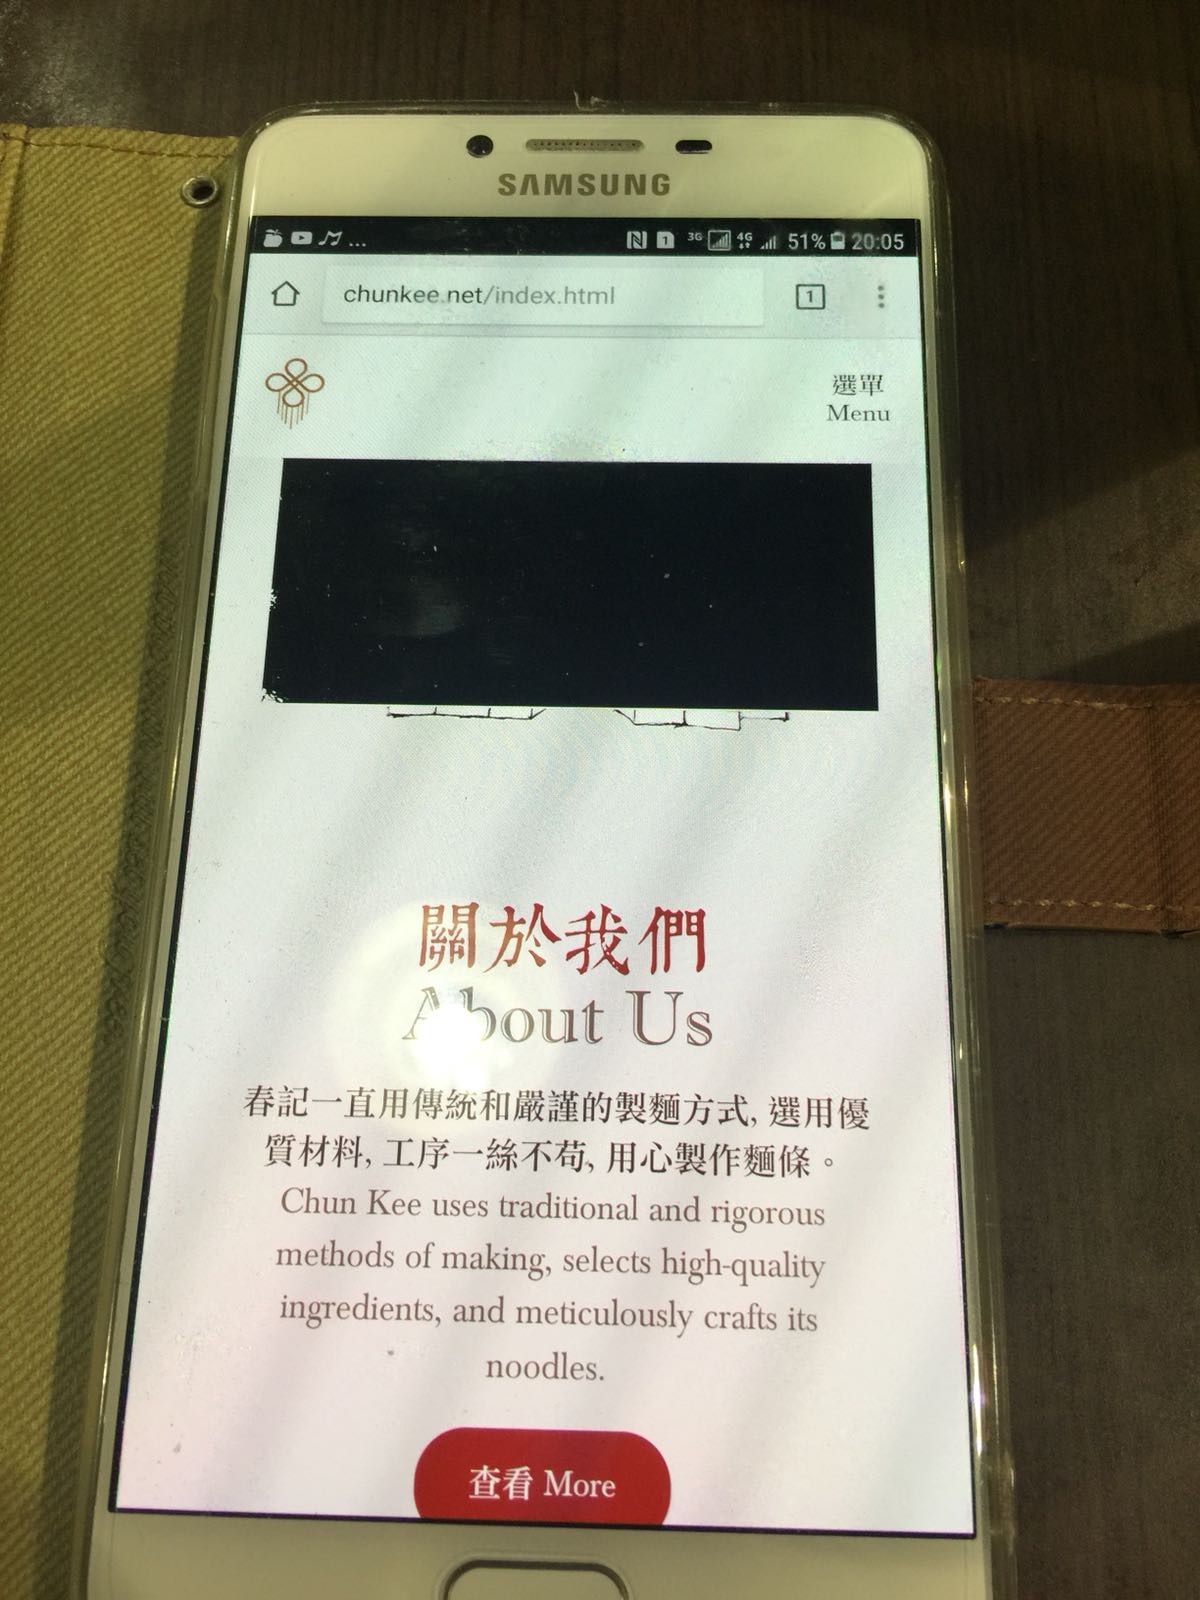 SAMSUNG
3G 4G 51% 20:05
chunkee.net/index.html
1
選單
Menu
關於我們
About Us
春記一直用傳統和嚴謹的製麵方式, 選用優
質材料, 工序一絲不苟, 用心製作麵條。
Chun Kee uses traditional and rigorous
methods of making, selects high-quality
ingredients, and meticulously crafts its
noodles.
查看 More